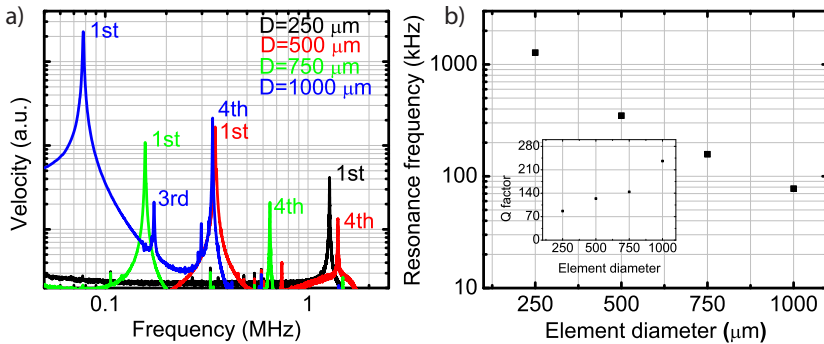 a)
Velocity (a.u.)
1st
D=250 μm
D=500 μm
D=750 μm
D=1000 μm
4th
1st
1st
3rd
1st
4th
4th
0.1
1
Frequency (MHz)
b)
Resonance frequency (kHz)
1000
100
10
280
210
140
70
0
Q factor
250 500 750 1000
Element diameter
250 500 750 1000
Element diameter (μm)